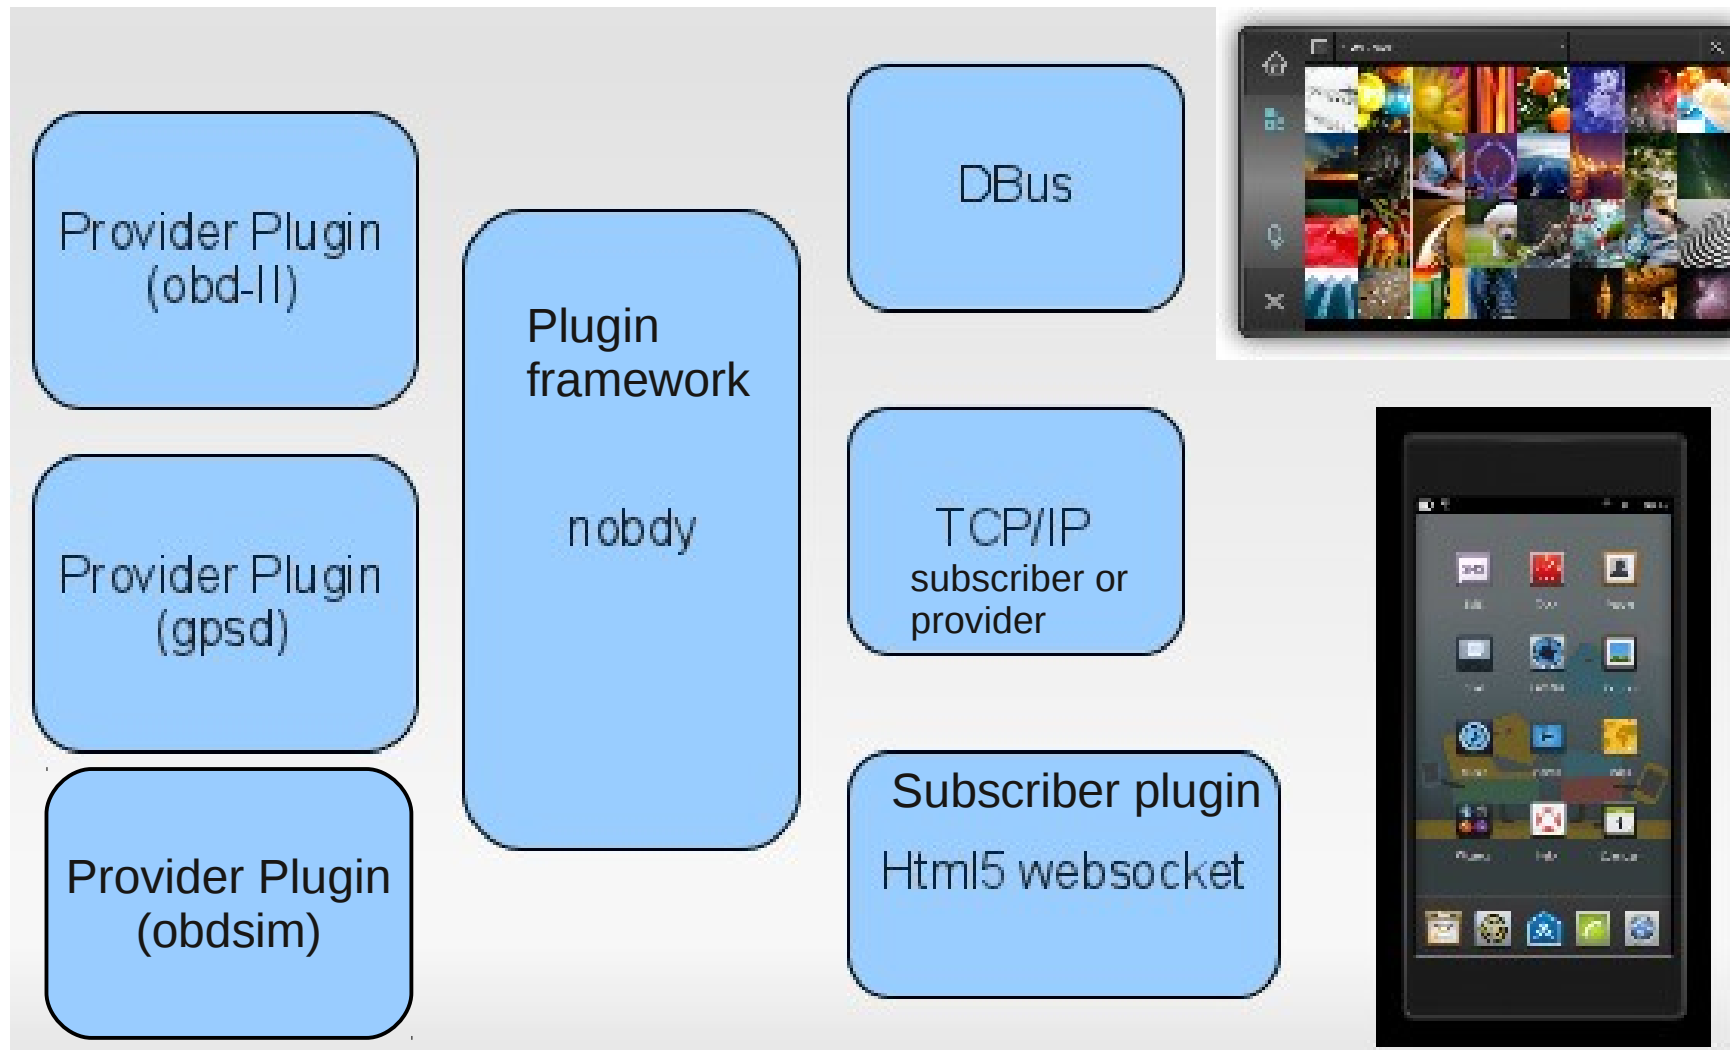 Provider Plugin
(obd-II)
Provider Plugin
(gpsd)
Provider Plugin
(obdsim)
Plugin
framework
nobdy
DBus
TCP/IP
subscriber or
provider
Subscriber plugin
Html5 websocket